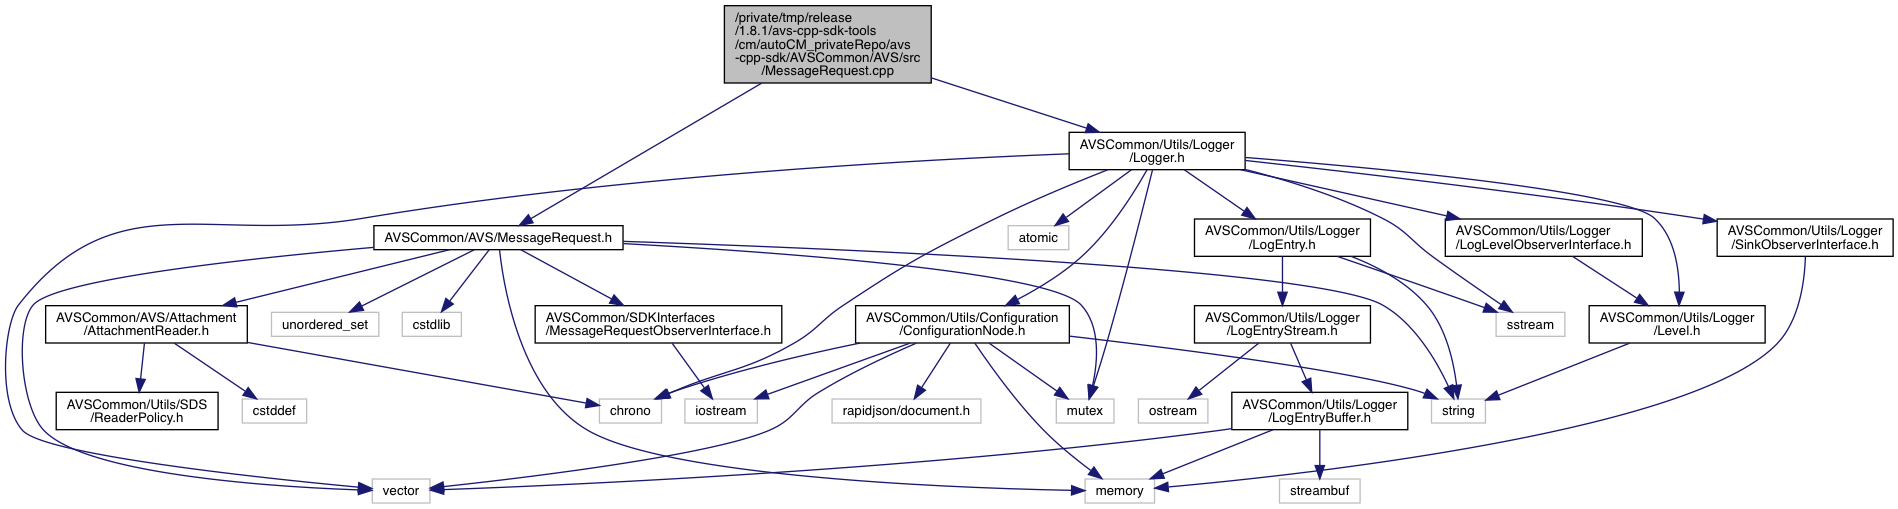 /private/tmp/release
/1.8.1/avs-cpp-sdk-tools
/cm/autoCM_privateRepo/avs
-cpp-sdk/AVSCommon/AVS/src
/MessageRequest.cpp
AVSCommon/Utils/Logger
/Logger.h
AVSCommon/AVS/MessageRequest.h
atomic
AVSCommon/Utils/Logger
/LogEntry.h
AVSCommon/Utils/Logger
/LogLevelObserverInterface.h
AVSCommon/Utils/Logger
/SinkObserverInterface.h
AVSCommon/AVS/Attachment
/AttachmentReader.h
unordered_set
cstdlib
AVSCommon/SDKInterfaces
/MessageRequestObserverInterface.h
AVSCommon/Utils/Configuration
/ConfigurationNode.h
AVSCommon/Utils/Logger
/LogEntryStream.h
sstream
AVSCommon/Utils/Logger
/Level.h
AVSCommon/Utils/SDS
/ReaderPolicy.h
cstddef
chrono
iostream
rapidjson/document.h
mutex
ostream
AVSCommon/Utils/Logger
/LogEntryBuffer.h
string
vector
memory
streambuf